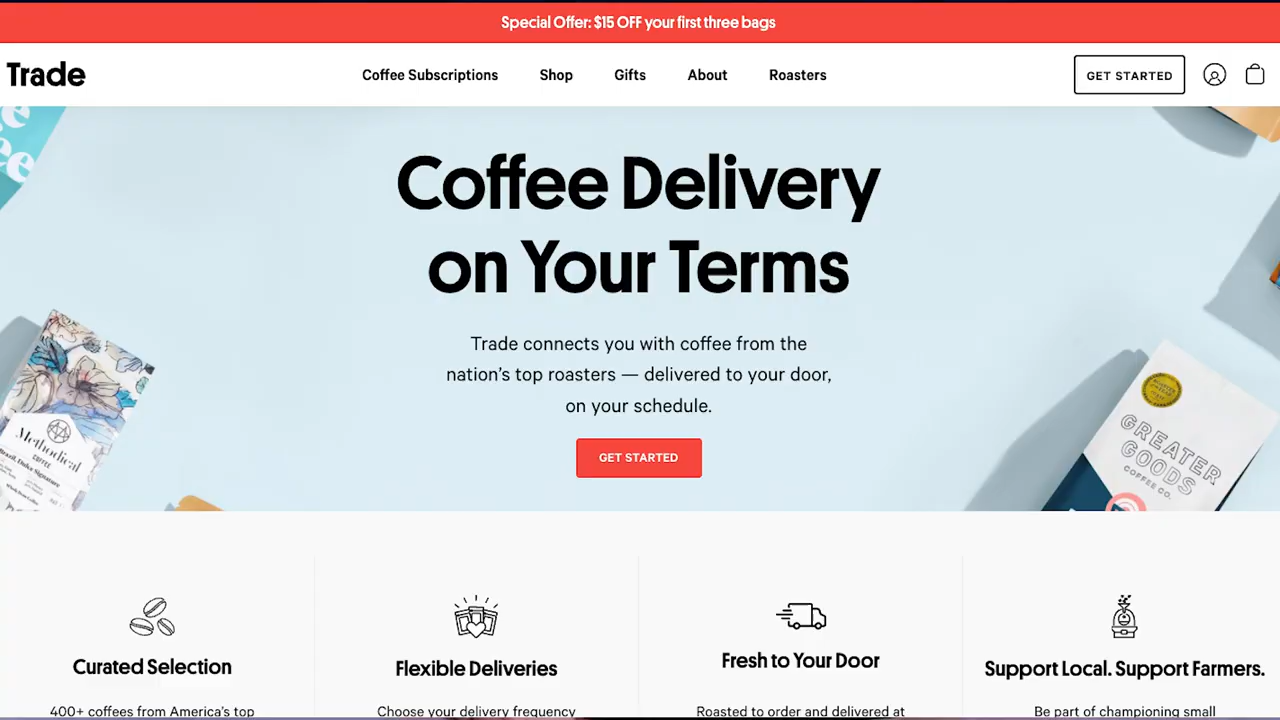 Special Offer: $15 OFF your first three bags
Trade
Coffee Subscriptions
Shop
Gifts
About
Roasters
GET STARTED
Coffee Delivery
on Your Terms
Trade connects you with coffee from the
nation's top roasters — delivered to your door,
on your schedule.
GET STARTED
Methodical
COFFEE
GREATER
GOODS
COFFEE CO.
Curated Selection
Flexible Deliveries
Fresh to Your Door
Support Local. Support Farmers.
400+ coffees from America's top
Choose your delivery frequency
Roasted to order and delivered at
Be part of championing small